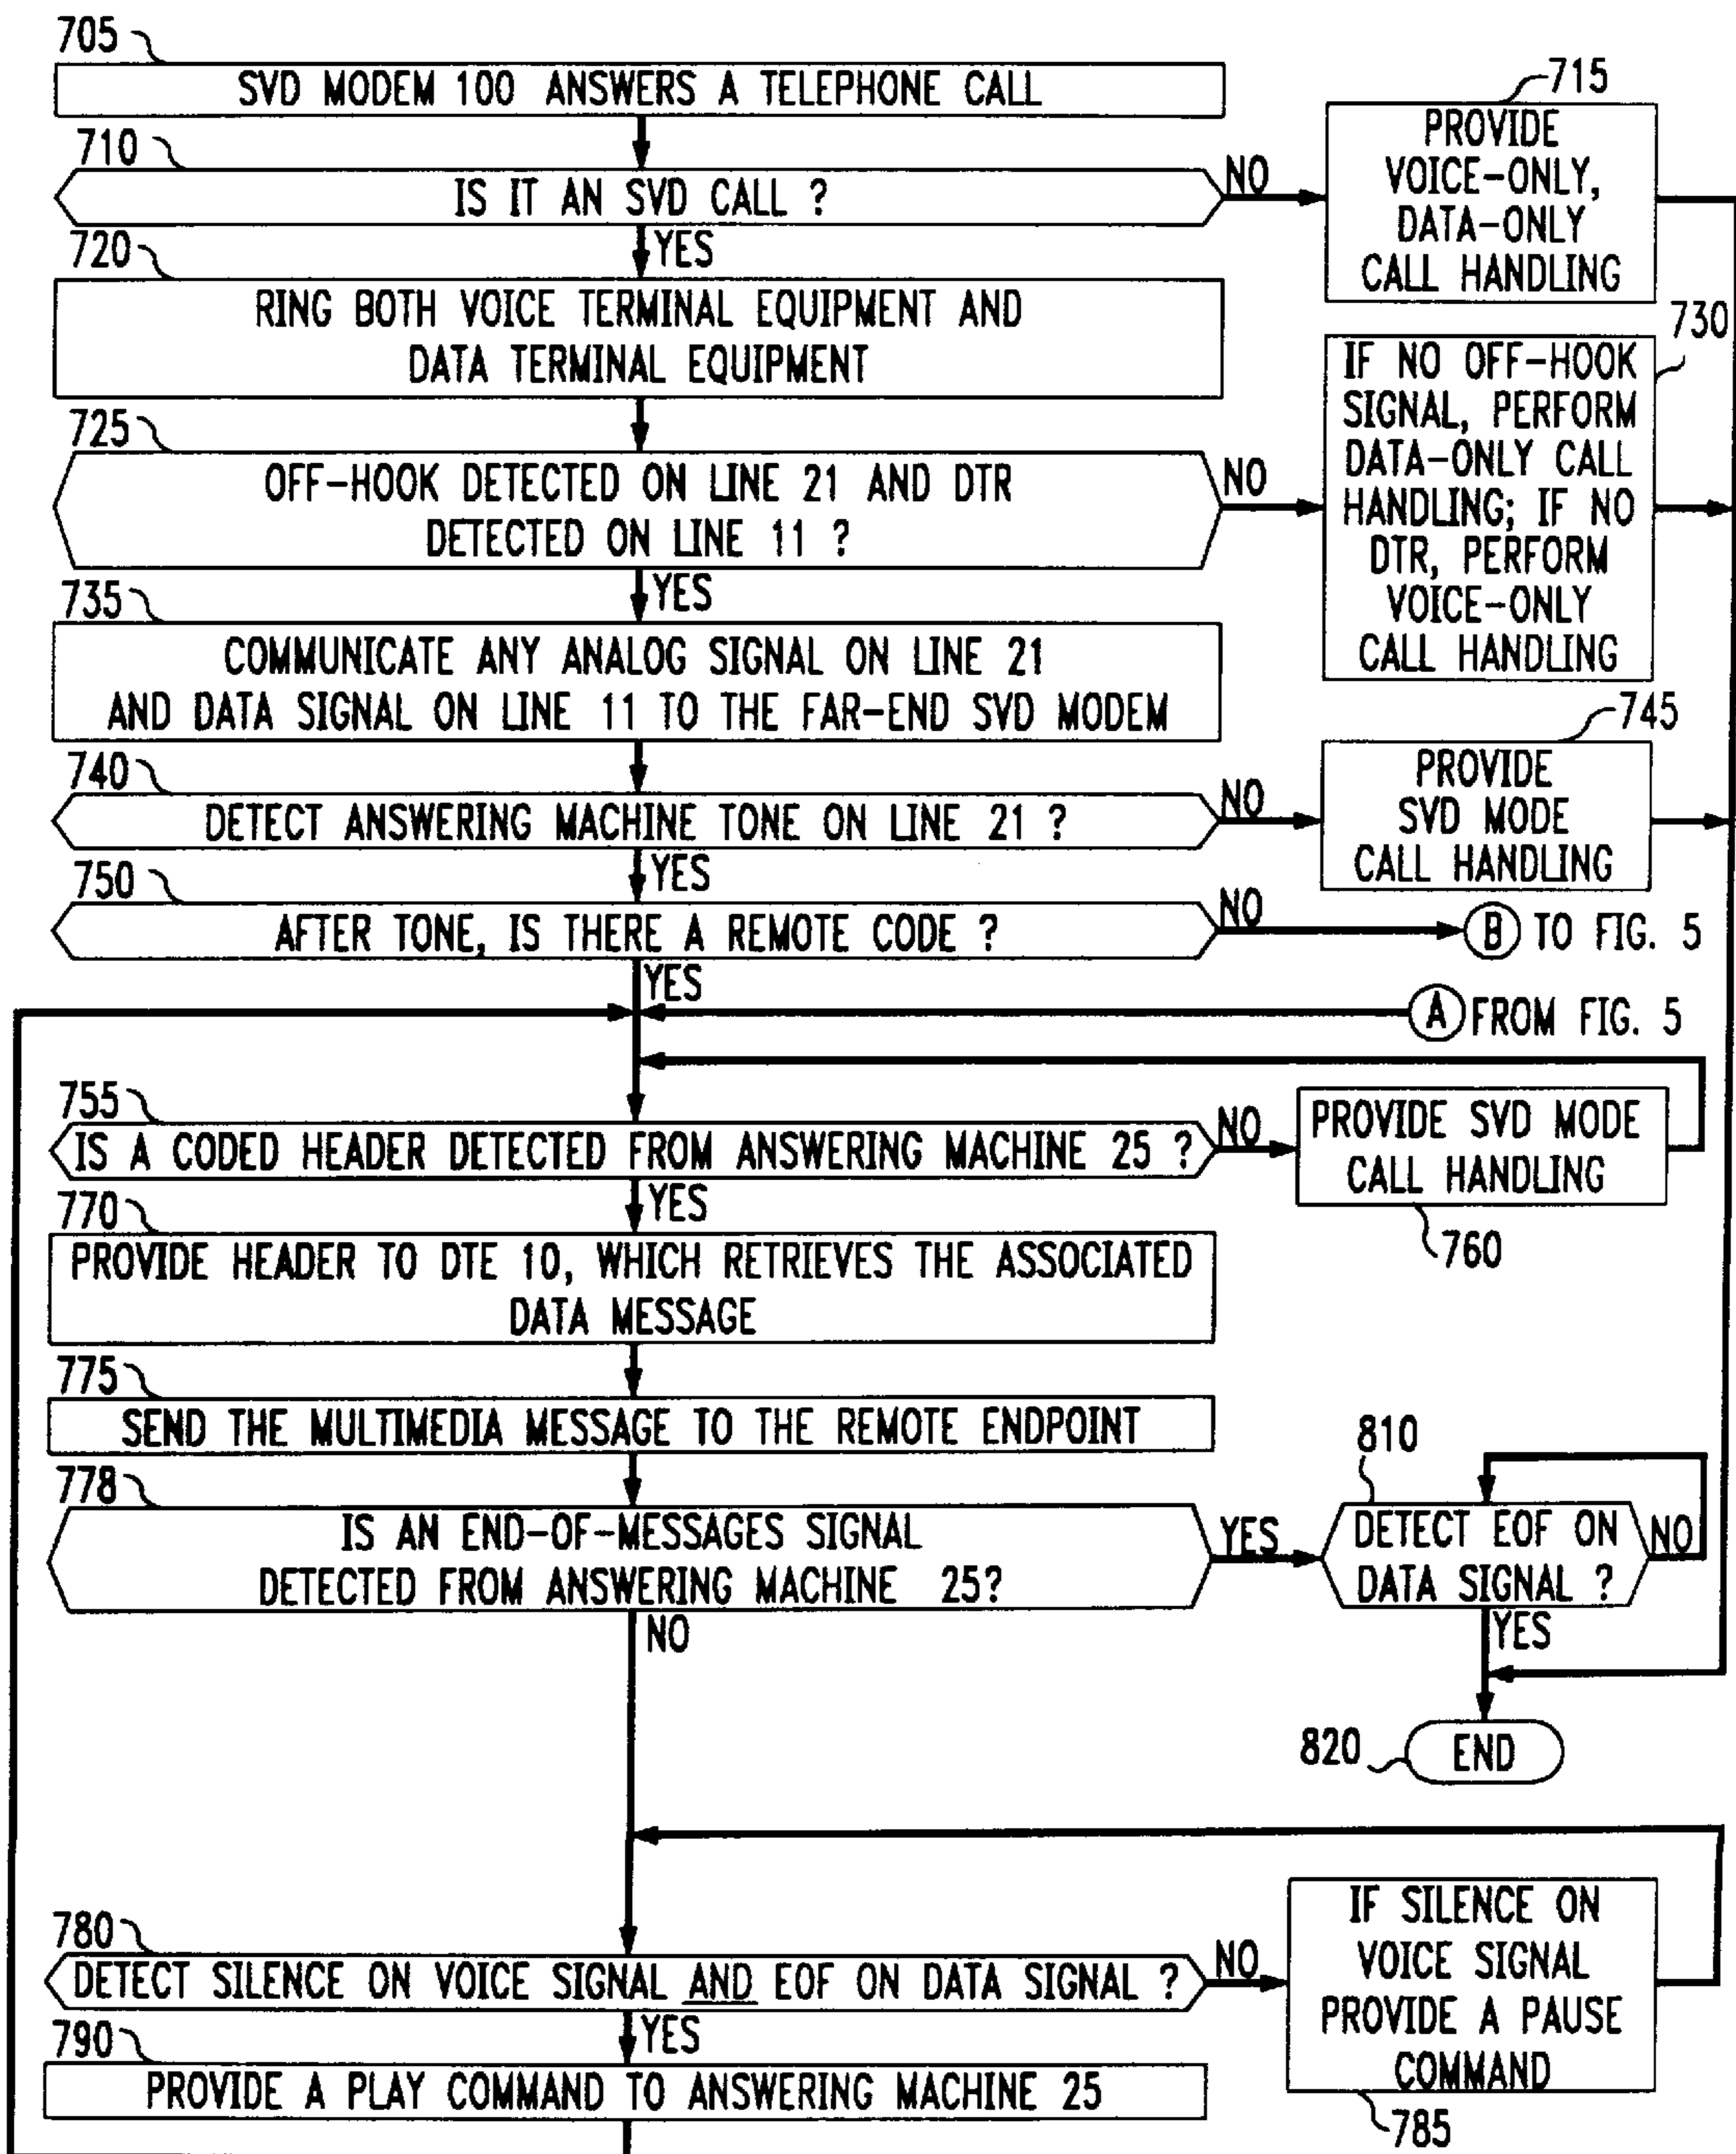 705
SVD MODEM 100 ANSWERS A TELEPHONE CALL
710
IS IT AN SVD CALL ?
NO
715
PROVIDE
VOICE-ONLY,
DATA-ONLY
CALL HANDLING
YES
720
RING BOTH VOICE TERMINAL EQUIPMENT AND
DATA TERMINAL EQUIPMENT
725
OFF-HOOK DETECTED ON LINE 21 AND DTR
DETECTED ON LINE 11 ?
NO
730
IF NO OFF-HOOK
SIGNAL, PERFORM
DATA-ONLY CALL
HANDLING; IF NO
DTR, PERFORM
VOICE-ONLY
CALL HANDLING
YES
735
COMMUNICATE ANY ANALOG SIGNAL ON LINE 21
AND DATA SIGNAL ON LINE 11 TO THE FAR-END SVD MODEM
740
DETECT ANSWERING MACHINE TONE ON LINE 21 ?
NO
745
PROVIDE
SVD MODE
CALL HANDLING
YES
750
AFTER TONE, IS THERE A REMOTE CODE ?
NO
B TO FIG. 5
YES
A FROM FIG. 5
755
IS A CODED HEADER DETECTED FROM ANSWERING MACHINE 25 ?
NO
PROVIDE SVD MODE
CALL HANDLING
760
YES
770
PROVIDE HEADER TO DTE 10, WHICH RETRIEVES THE ASSOCIATED
DATA MESSAGE
775
SEND THE MULTIMEDIA MESSAGE TO THE REMOTE ENDPOINT
778
IS AN END-OF-MESSAGES SIGNAL
DETECTED FROM ANSWERING MACHINE 25?
YES
810
DETECT EOF ON
DATA SIGNAL ?
NO
YES
820
END
NO
780
DETECT SILENCE ON VOICE SIGNAL AND EOF ON DATA SIGNAL ?
NO
IF SILENCE ON
VOICE SIGNAL
PROVIDE A PAUSE
COMMAND
785
YES
790
PROVIDE A PLAY COMMAND TO ANSWERING MACHINE 25